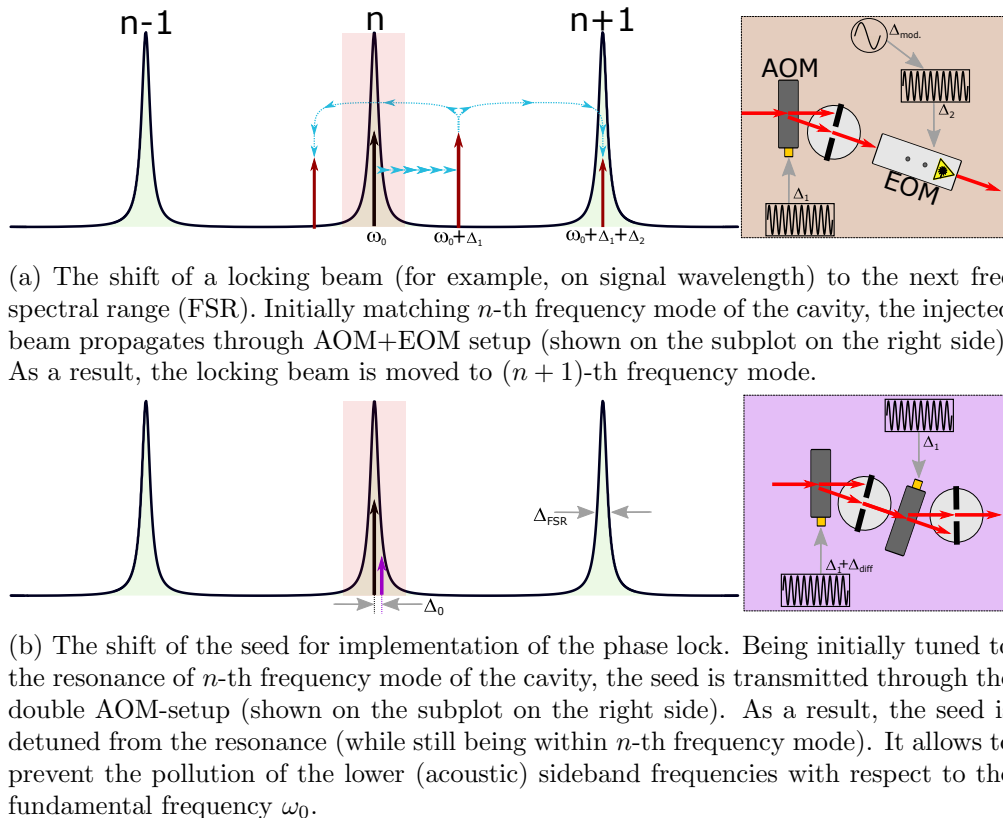 n-1 n n+1
AOM
Δmod.
Δ2
EOM
Δ1
ω0 ω0+Δ1 ω0+Δ1+Δ2
(a) The shift of a locking beam (for example, on signal wavelength) to the next fre
spectral range (FSR). Initially matching n-th frequency mode of the cavity, the injected
beam propagates through AOM+EOM setup (shown on the subplot on the right side)
As a result, the locking beam is moved to (n + 1)-th frequency mode.
Δ1
ΔFSR
Δ1+Δdiff
Δ0
(b) The shift of the seed for implementation of the phase lock. Being initially tuned to
the resonance of n-th frequency mode of the cavity, the seed is transmitted through the
double AOM-setup (shown on the subplot on the right side). As a result, the seed i
detuned from the resonance (while still being within n-th frequency mode). It allows to
prevent the pollution of the lower (acoustic) sideband frequencies with respect to the
fundamental frequency ω0.